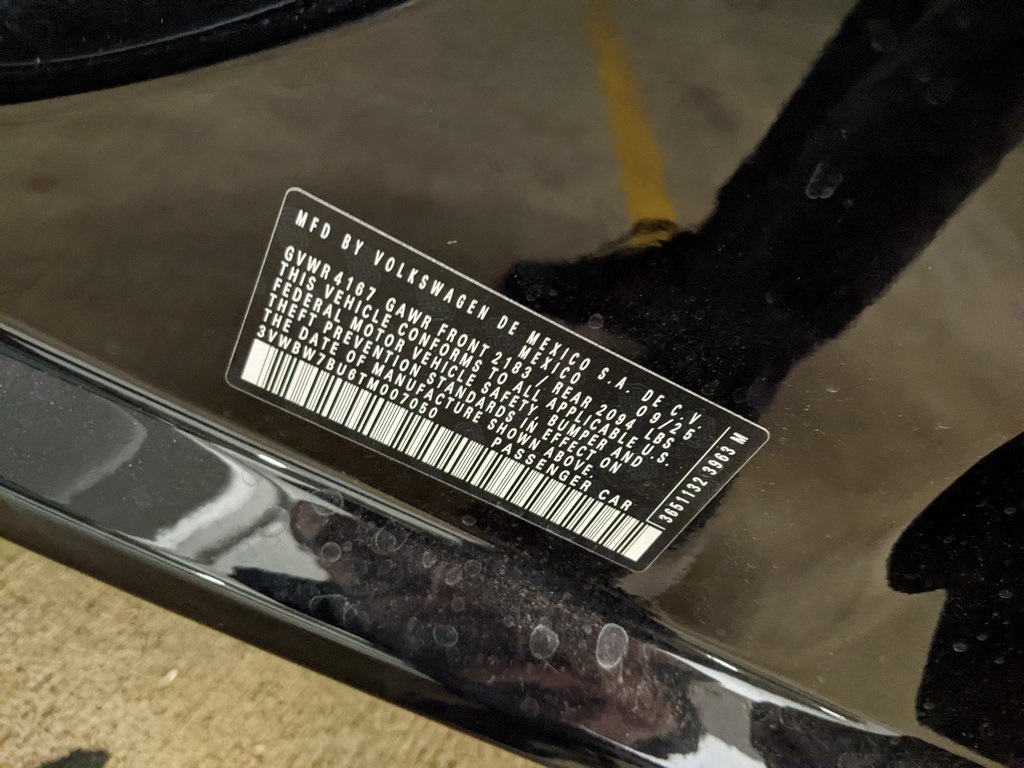 MFD BY VOLKSWAGEN DE MEXICO S.A. DE C.V.
MEXICO 09/25
GVWR 4167 GAWR FRONT 2183 / REAR 2094 LBS
THIS VEHICLE CONFORMS TO ALL APPLICABLE U.S.
FEDERAL MOTOR VEHICLE SAFETY, BUMPER AND
THEFT PREVENTION STANDARDS IN EFFECT ON
THE DATE OF MANUFACTURE SHOWN ABOVE.
3VW5W7BU6TM007050 PASSENGER CAR
3651132 3963 M